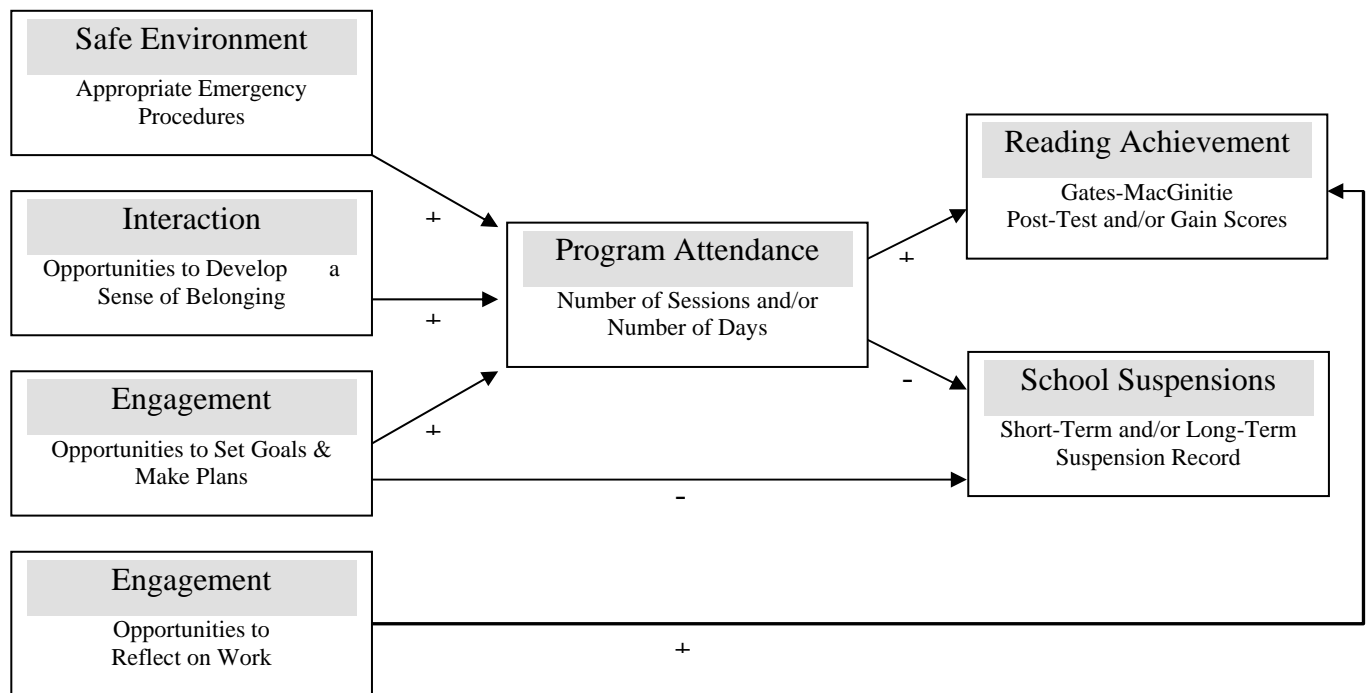 Safe Environment
Appropriate Emergency
Procedures
Interaction
Opportunities to Develop a
Sense of Belonging
Engagement
Opportunities to Set Goals &
Make Plans
Engagement
Opportunities to
Reflect on Work
+
+
+
-
+
Program Attendance
Number of Sessions and/or
Number of Days
+
-
Reading Achievement
Gates-MacGinitie
Post-Test and/or Gain Scores
School Suspensions
Short-Term and/or Long-Term
Suspension Record